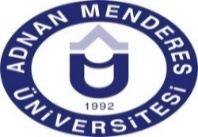 ADNAN MENDERES
1992
ÜNİVERSİTESİ